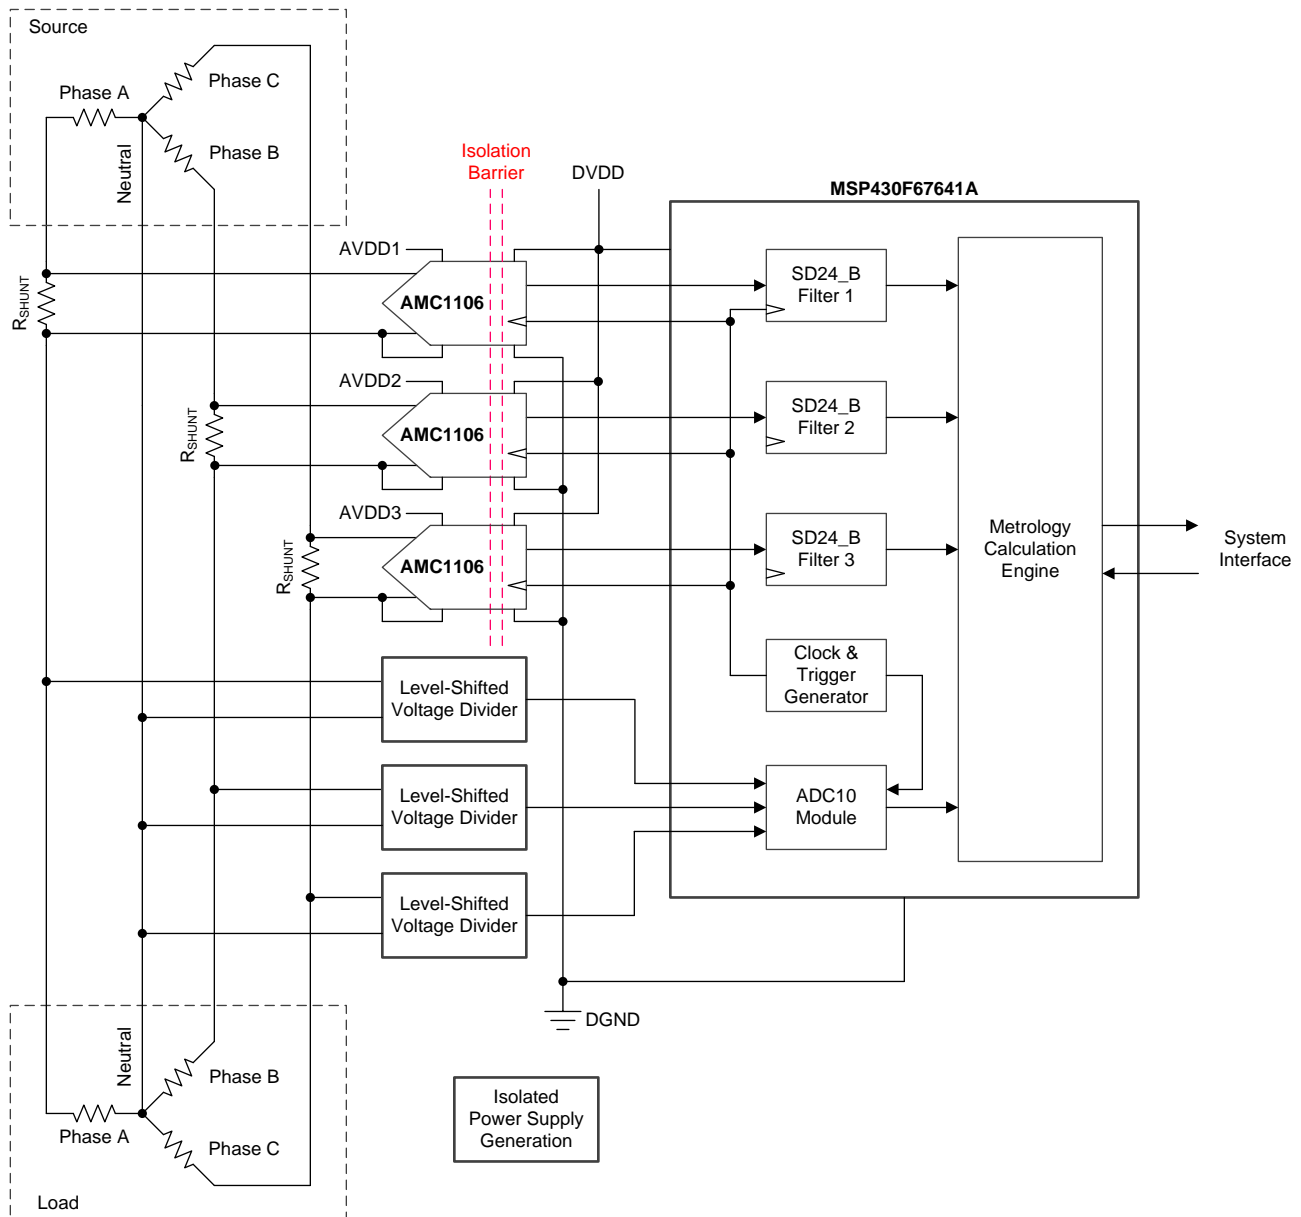 Source
Phase A
Phase C
Phase B
Neutral
Isolation
Barrier
DVDD
MSP430F67641A
AVDD1
AMC1106
SD24_B
Filter 1
RSHUNT
AVDD2
AMC1106
SD24_B
Filter 2
RSHUNT
AVDD3
AMC1106
SD24_B
Filter 3
RSHUNT
Metrology
Calculation
Engine
System
Interface
Clock &
Trigger
Generator
Level-Shifted
Voltage Divider
Level-Shifted
Voltage Divider
ADC10
Module
Level-Shifted
Voltage Divider
DGND
Neutral
Phase B
Phase A
Phase C
Load
Isolated
Power Supply
Generation